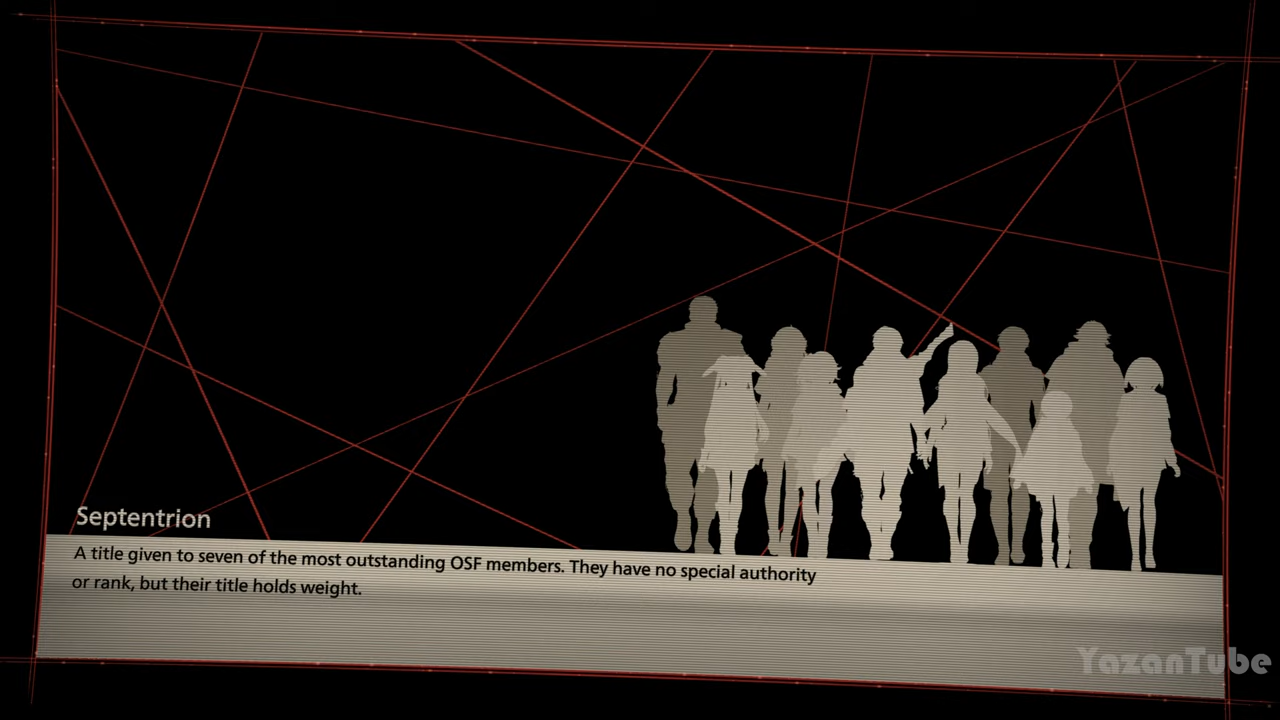 Septentrion
A title given to seven of the most outstanding OSF members. They have no special authority
or rank, but their title holds weight.
YazanTube